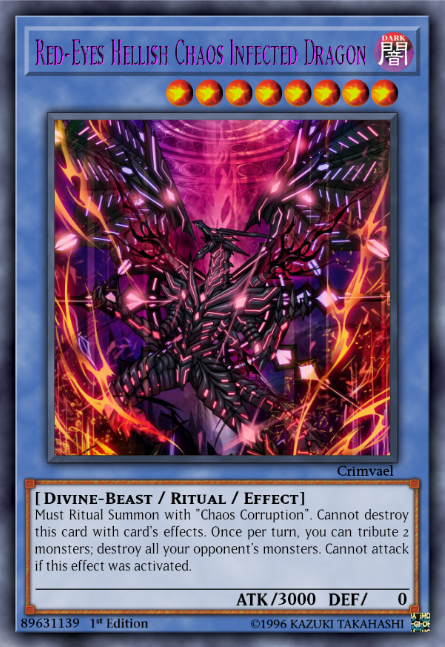 Red-Eyes Hellish Chaos Infected Dragon
DARK
闇
Crimvael
[ Divine-Beast / Ritual / Effect ]
Must Ritual Summon with "Chaos Corruption". Cannot destroy
this card with card's effects. Once per turn, you can tribute 2
monsters; destroy all your opponent's monsters. Cannot attack
if this effect was activated.
ATK/3000 DEF/ 0
89631139 1st Edition ©1996 KAZUKI TAKAHASHI